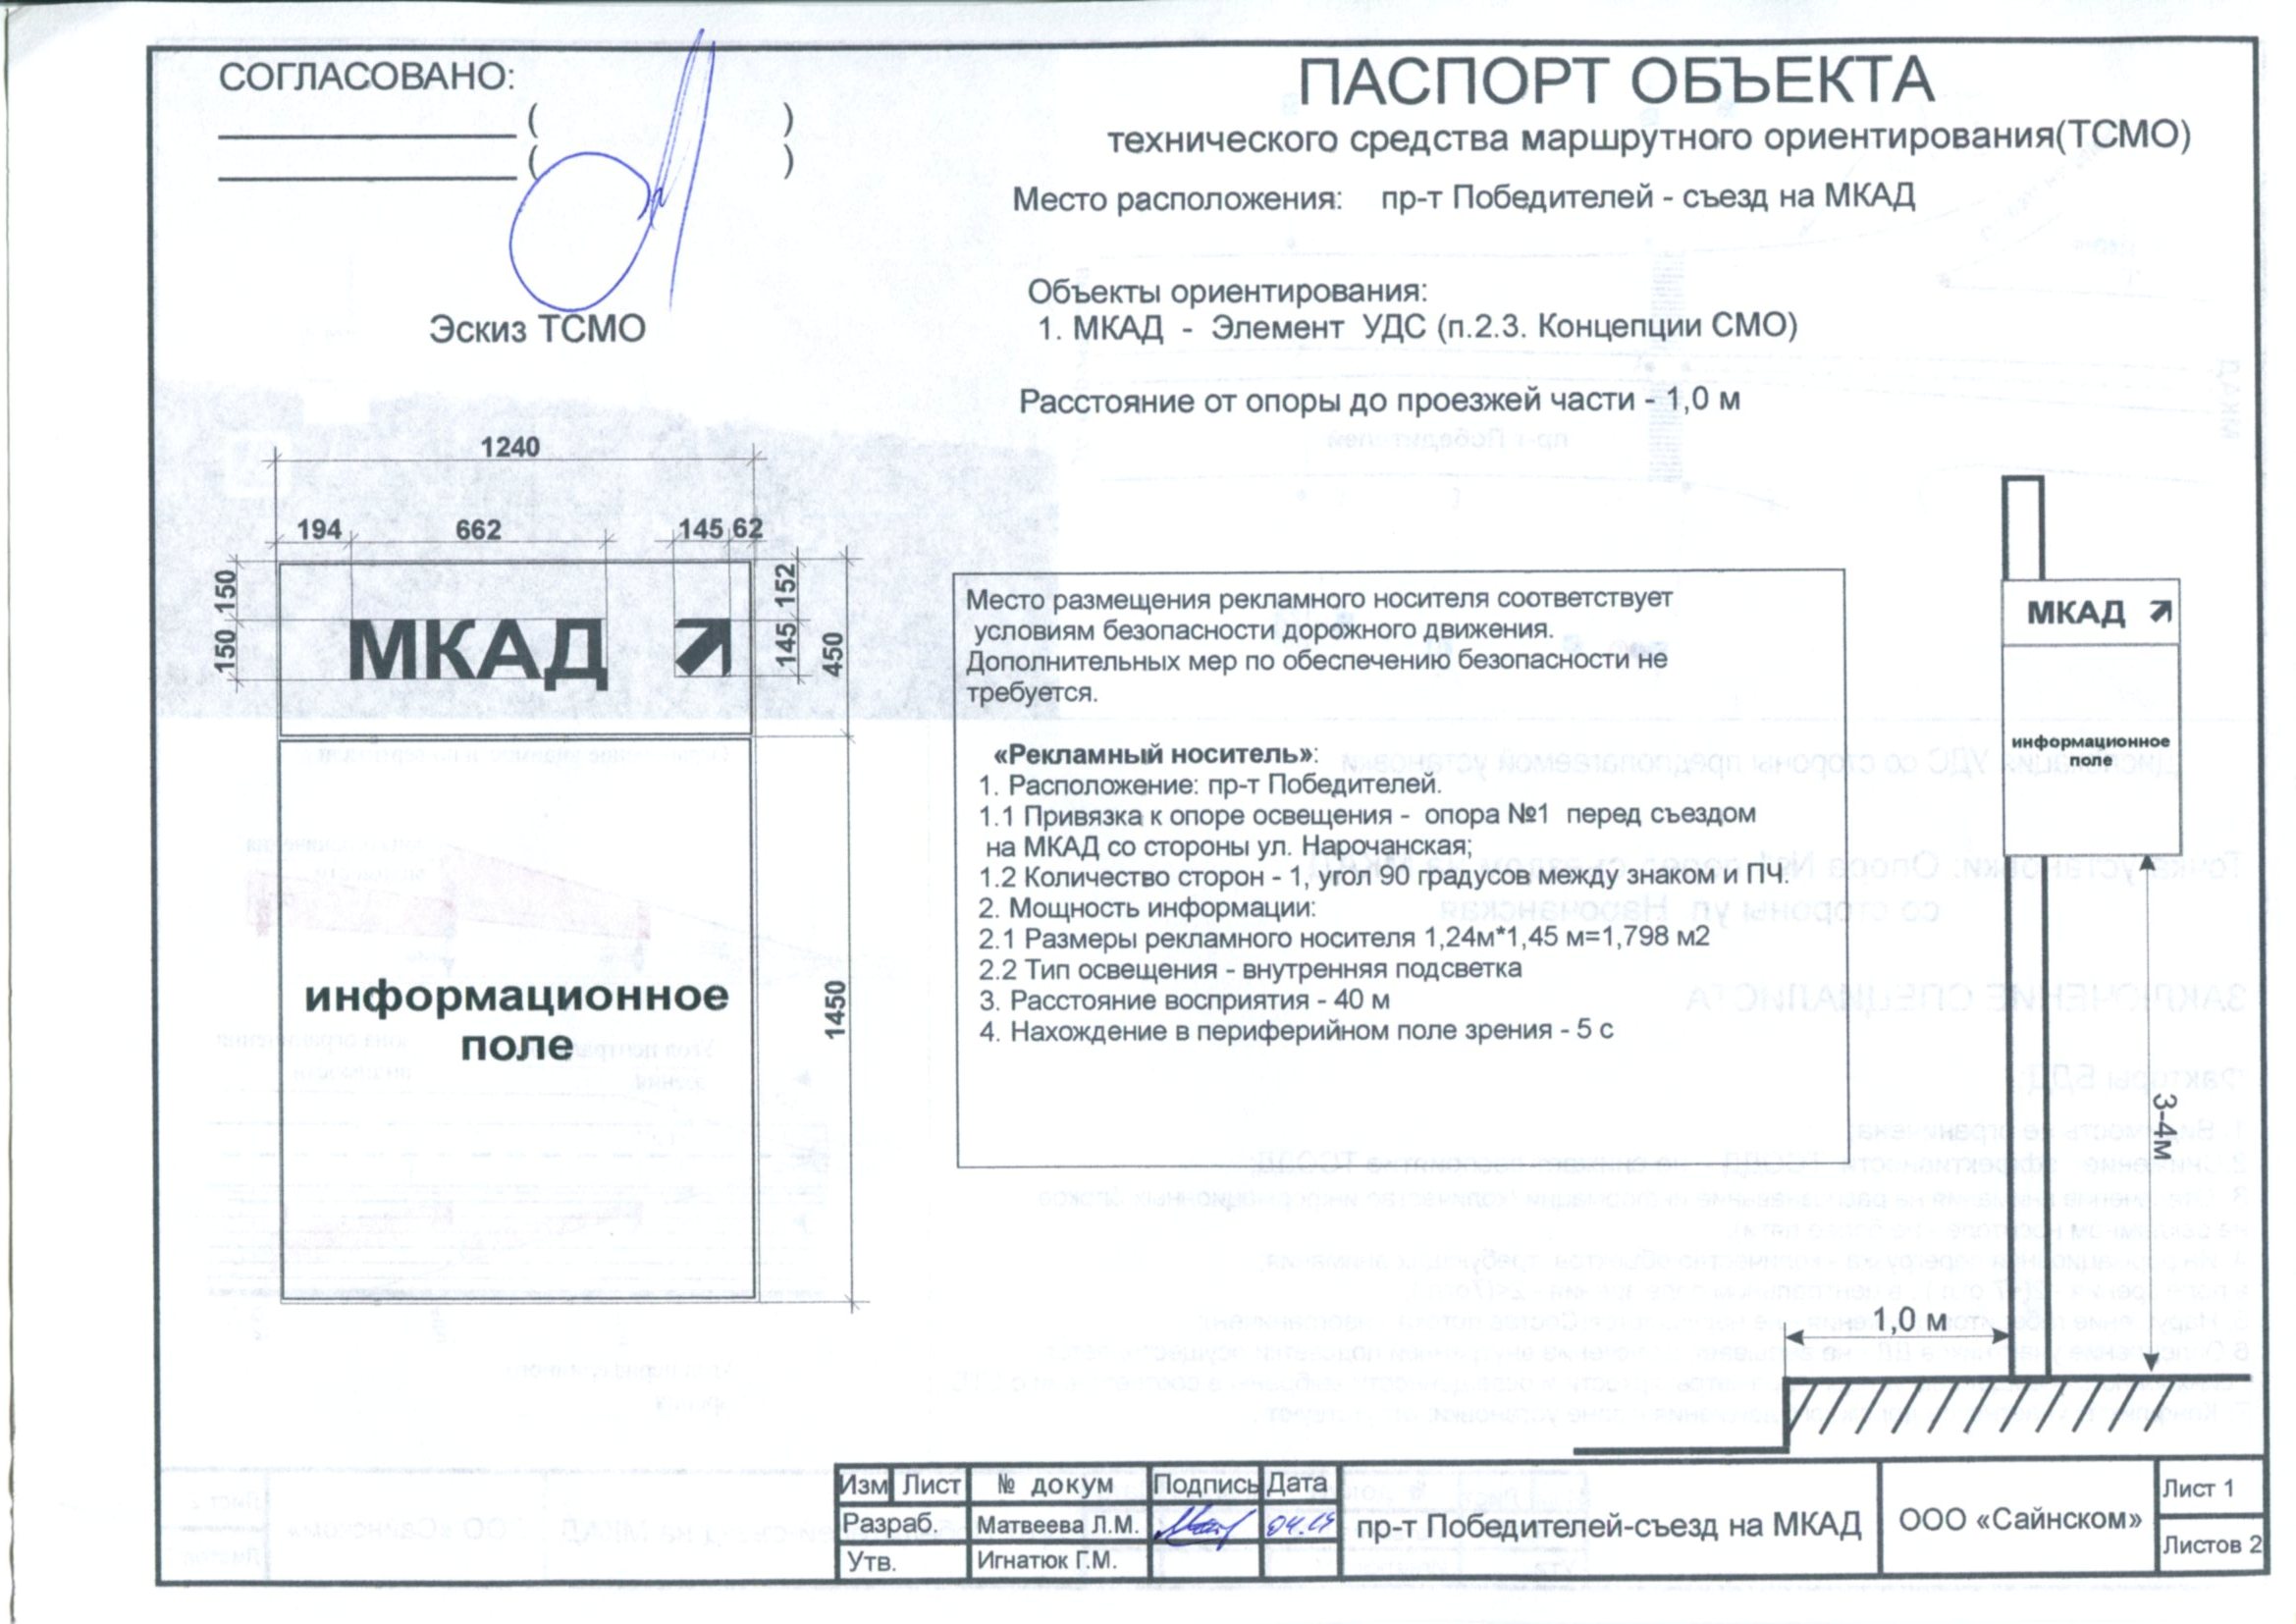 СОГЛАСОВАНО:
( )
( )
ПАСПОРТ ОБЪЕКТА
технического средства маршрутного ориентирования(ТСМО)
Место расположения: пр-т Победителей - съезд на МКАД
Объекты ориентирования:
1. МКАД - Элемент УДС (п.2.3. Концепции СМО)
Расстояние от опоры до проезжей части - 1,0 м
Эскиз ТСМО
1240
194 662 145 62
150 150
152 145
450
МКАД
1450
информационное
поле
Место размещения рекламного носителя соответствует
условиям безопасности дорожного движения.
Дополнительных мер по обеспечению безопасности не
требуется.
«Рекламный носитель»:
1. Расположение: пр-т Победителей.
1.1 Привязка к опоре освещения - опора №1 перед съездом
на МКАД со стороны ул. Нарочанская;
1.2 Количество сторон - 1, угол 90 градусов между знаком и ПЧ.
2. Мощность информации:
2.1 Размеры рекламного носителя 1,24м*1,45 м=1,798 м2
2.2 Тип освещения - внутренняя подсветка
3. Расстояние восприятия - 40 м
4. Нахождение в периферийном поле зрения - 5 с
МКАД
информационное
поле
3-4м
1,0 м
Изм Лист № докум Подпись Дата
Разраб. Матвеева Л.М. 04.19
Утв. Игнатюк Г.М.
пр-т Победителей-съезд на МКАД
ООО «Сайнском»
Лист 1
Листов 2